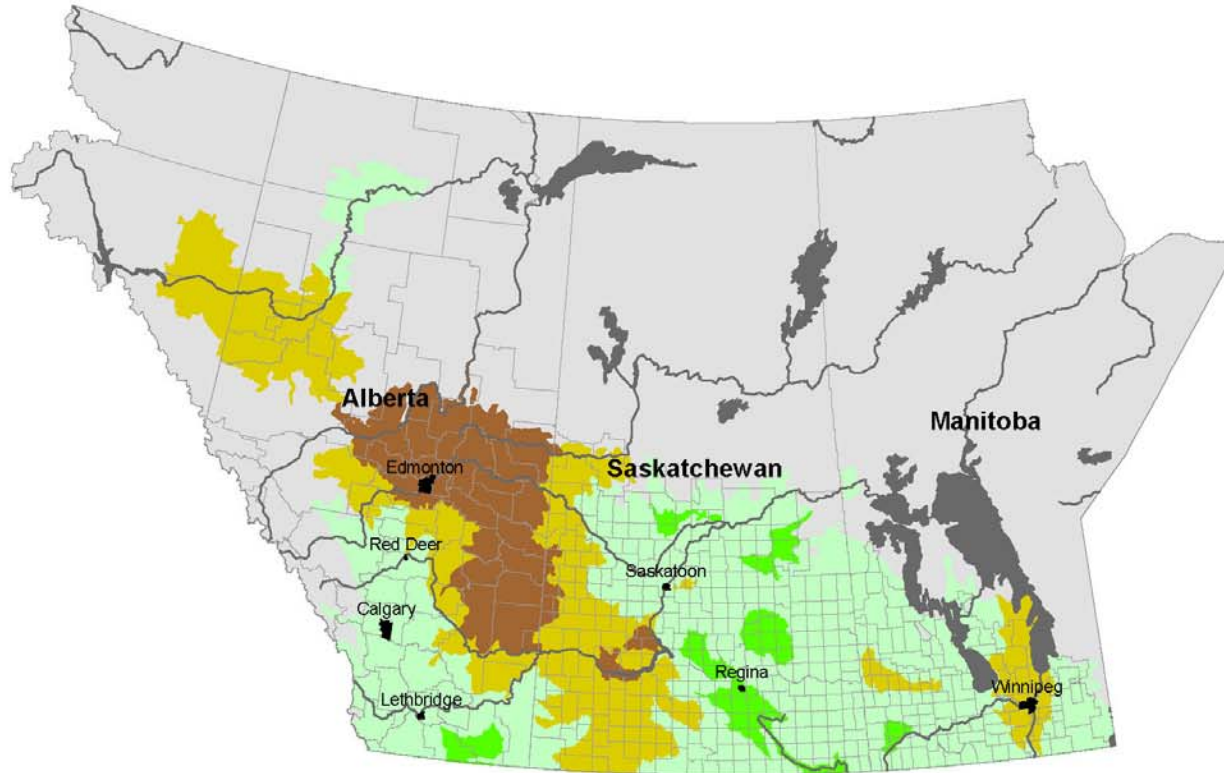 Alberta
Manitoba
Edmonton
Saskatchewan
Red Deer
Saskatoon
Calgary
Regina
Lethbridge
Winnipeg